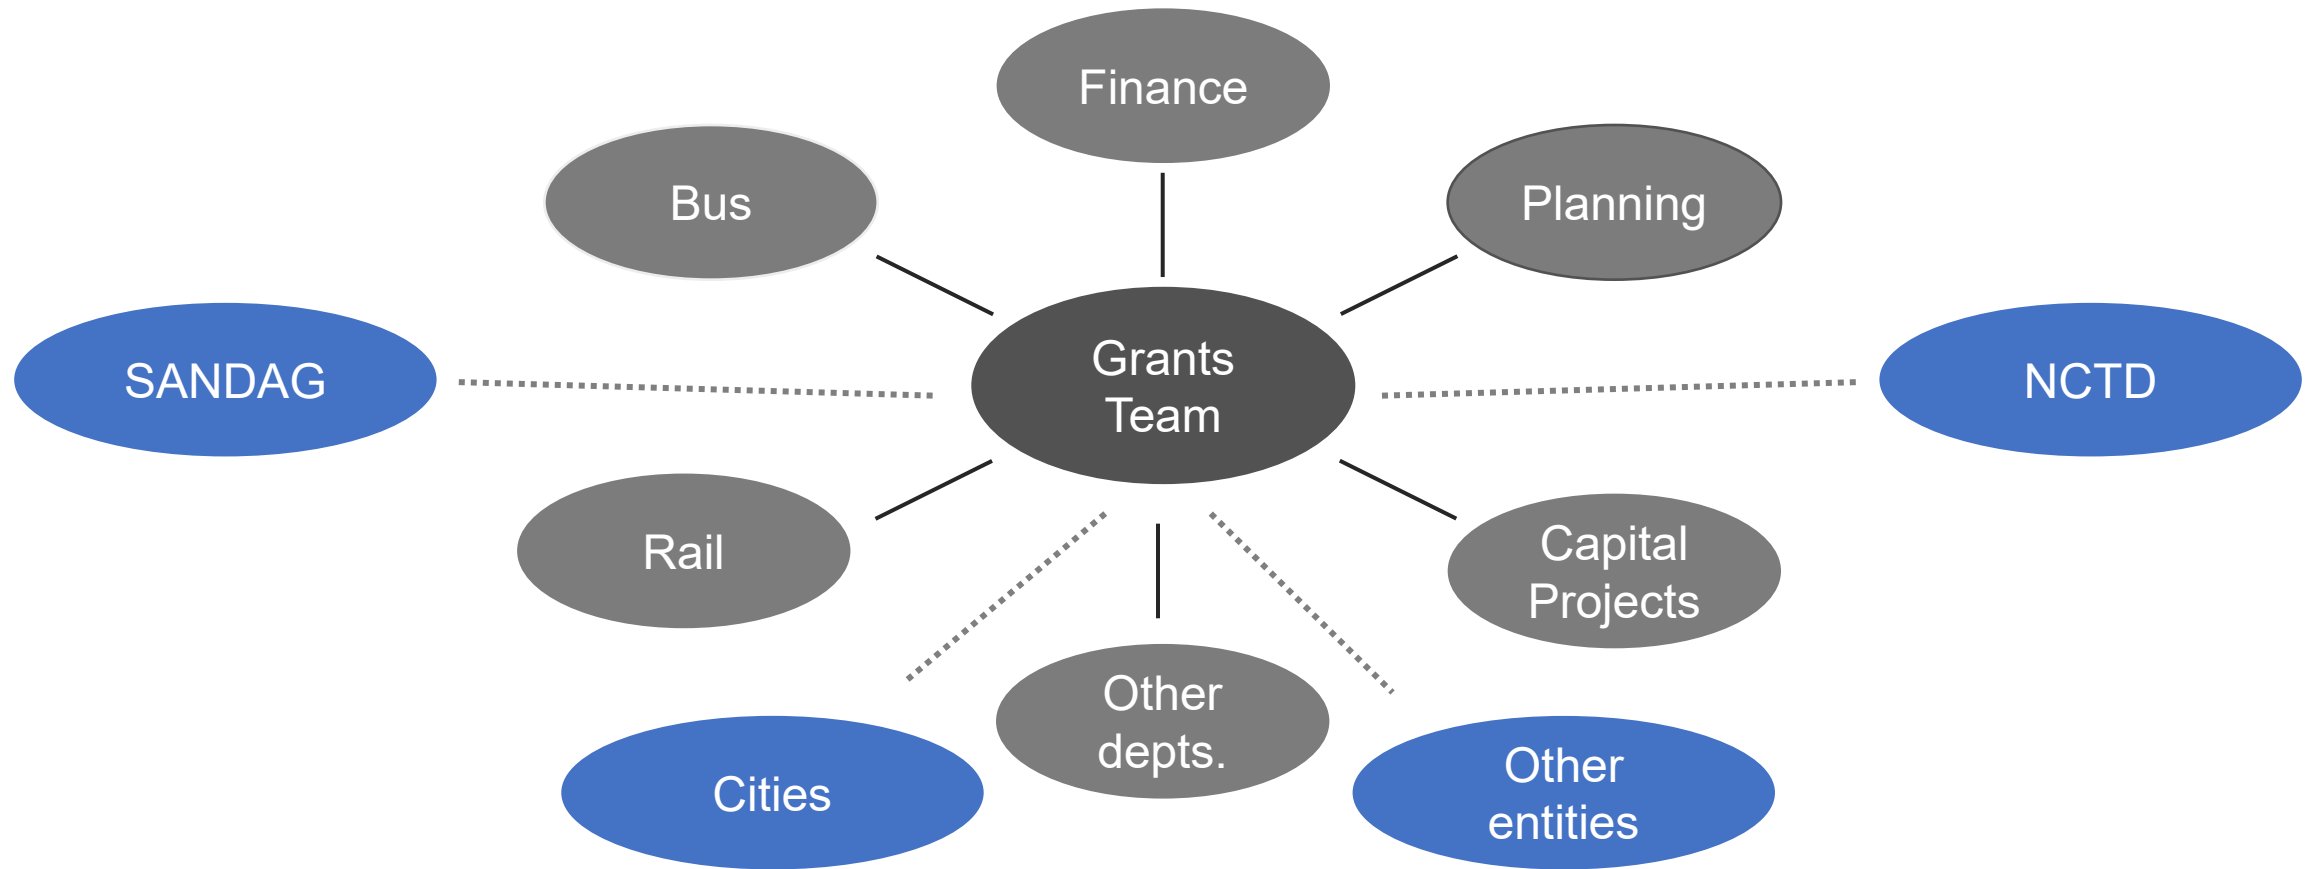 Finance
Bus
Planning
Grants
Team
SANDAG
NCTD
Rail
Capital
Projects
Other
depts.
Cities
Other
entities